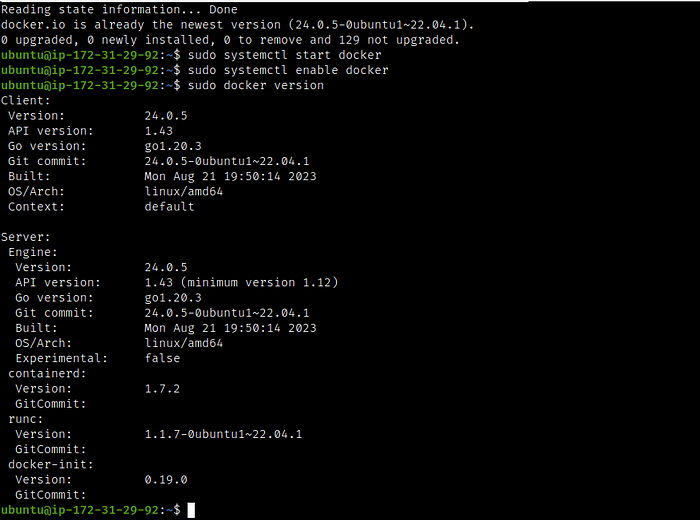 Reading state information... Done
docker.io is already the newest version (24.0.5-0ubuntu1~22.04.1).
0 upgraded, 0 newly installed, 0 to remove and 129 not upgraded.
ubuntu@ip-172-31-29-92:~$ sudo systemctl start docker
ubuntu@ip-172-31-29-92:~$ sudo systemctl enable docker
ubuntu@ip-172-31-29-92:~$ sudo docker version
Client:
 Version:           24.0.5
 API version:       1.43
 Go version:        go1.20.3
 Git commit:        24.0.5-0ubuntu1~22.04.1
 Built:             Mon Aug 21 19:50:14 2023
 OS/Arch:           linux/amd64
 Context:           default

Server:
 Engine:
  Version:          24.0.5
  API version:      1.43 (minimum version 1.12)
  Go version:       go1.20.3
  Git commit:       24.0.5-0ubuntu1~22.04.1
  Built:            Mon Aug 21 19:50:14 2023
  OS/Arch:          linux/amd64
  Experimental:     false
 containerd:
  Version:          1.7.2
  GitCommit:
 runc:
  Version:          1.1.7-0ubuntu1~22.04.1
  GitCommit:
 docker-init:
  Version:          0.19.0
  GitCommit:
ubuntu@ip-172-31-29-92:~$